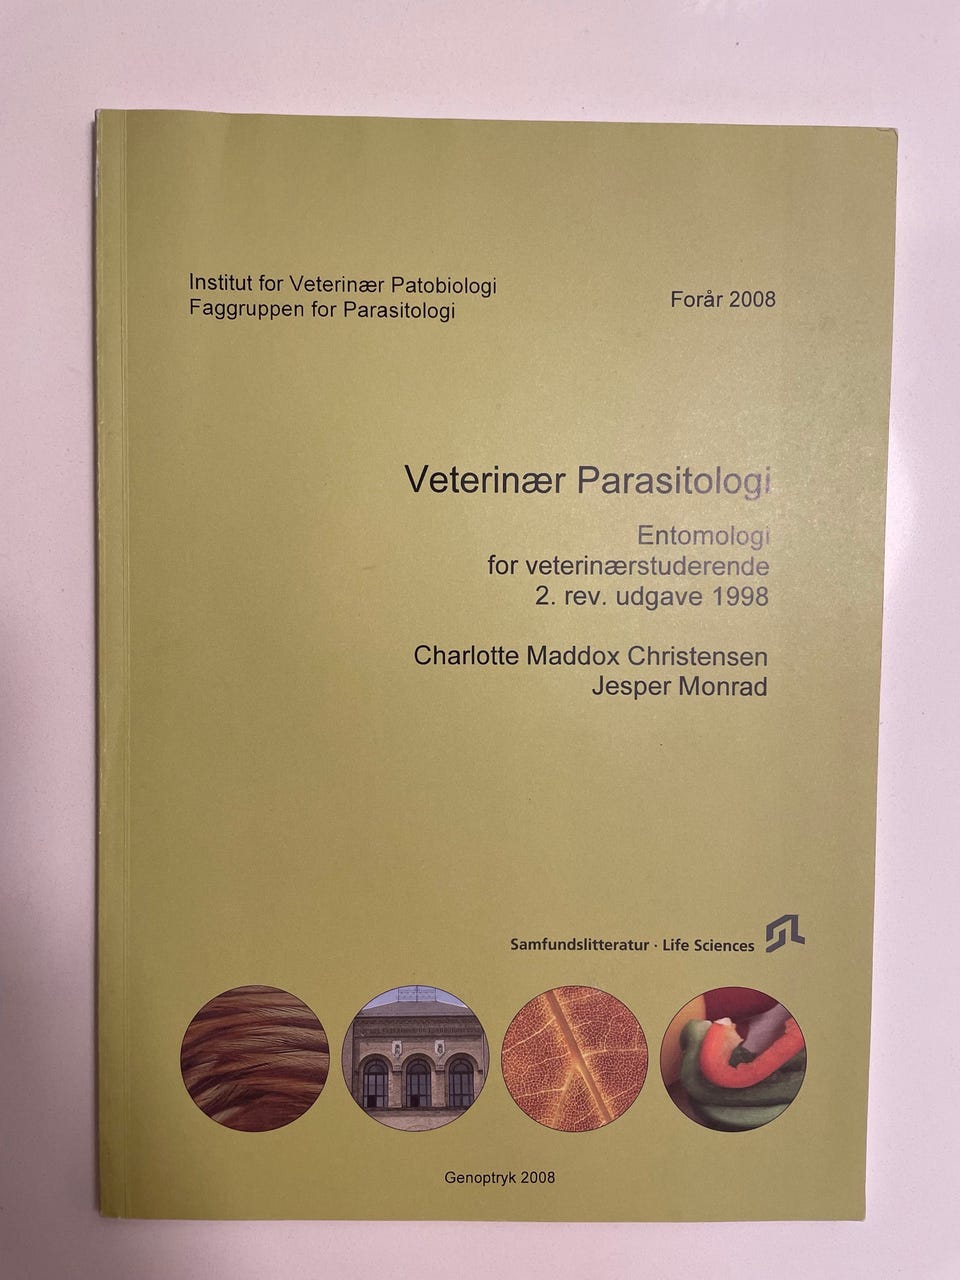 Institut for Veterinær Patobiologi
Faggruppen for Parasitologi
Forår 2008
Veterinær Parasitologi
Entomologi
for veterinærstuderende
2. rev. udgave 1998
Charlotte Maddox Christensen
Jesper Monrad
Samfundslitteratur · Life Sciences
Genoptryk 2008